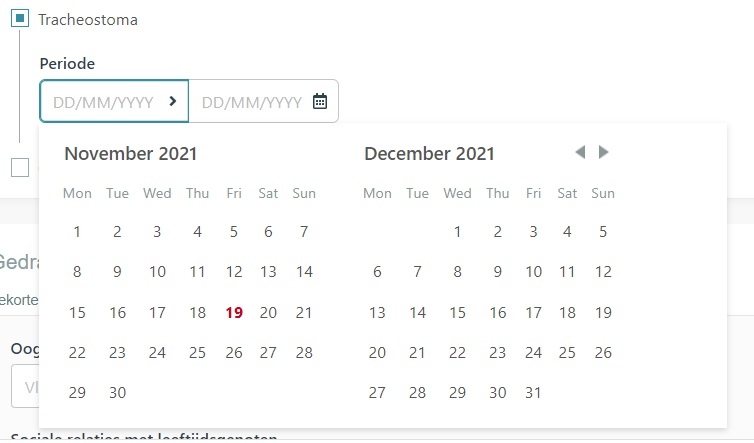 Tracheostoma
Periode
DD/MM/YYYY DD/MM/YYYY
November 2021
Mon Tue Wed Thu Fri Sat Sun
1 2 3 4 5 6 7
8 9 10 11 12 13 14
15 16 17 18 19 20 21
22 23 24 25 26 27 28
29 30
December 2021
Mon Tue Wed Thu Fri Sat Sun
1 2 3 4 5
6 7 8 9 10 11 12
13 14 15 16 17 18 19
20 21 22 23 24 25 26
27 28 29 30 31
Gedra
ekorte
Oog
Sociale relaties met leeftijdsgenoten